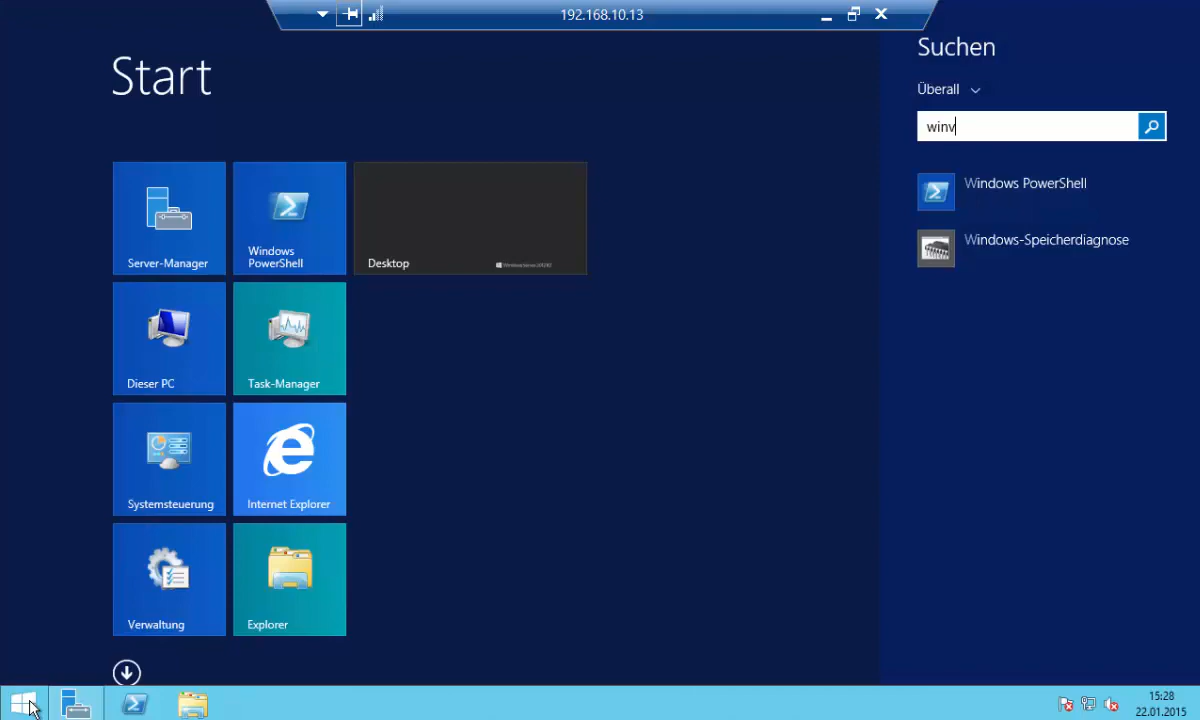 192.168.10.13
Start
Suchen
Überall
winv
Windows PowerShell
Windows-Speicherdiagnose
Server-Manager
Windows
PowerShell
Desktop
Dieser PC
Task-Manager
Systemsteuerung
Internet Explorer
Verwaltung
Explorer
15:28
22.01.2015